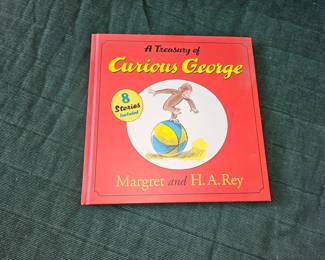 A Treasury of
Curious George
8
Stories
Included
Margret and H.A.Rey